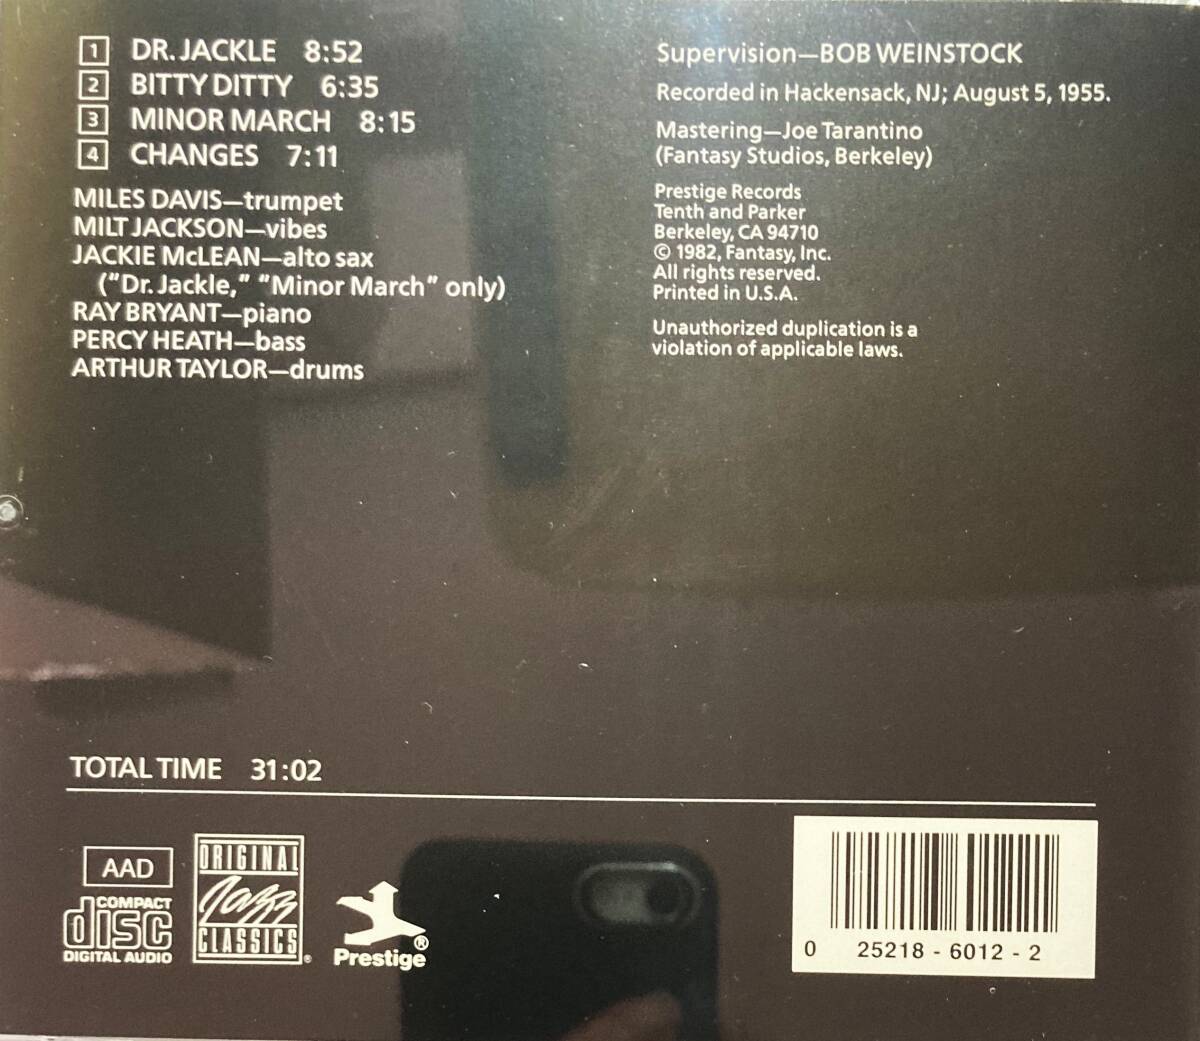 1 DR. JACKLE 8:52
2 BITTY DITTY 6:35
3 MINOR MARCH 8:15
4 CHANGES 7:11
MILES DAVIS—trumpet
MILT JACKSON—vibes
JACKIE McLEAN—alto sax
("Dr. Jackle," "Minor March" only)
RAY BRYANT—piano
PERCY HEATH—bass
ARTHUR TAYLOR—drums
Supervision—BOB WEINSTOCK
Recorded in Hackensack, NJ; August 5, 1955.
Mastering—Joe Tarantino
(Fantasy Studios, Berkeley)
Prestige Records
Tenth and Parker
Berkeley, CA 94710
© 1982, Fantasy, Inc.
All rights reserved.
Printed in U.S.A.
Unauthorized duplication is a
violation of applicable laws.
TOTAL TIME 31:02
AAD
COMPACT
disc
DIGITAL AUDIO
ORIGINAL
Jazz
CLASSICS®
Prestige®
0 25218 - 6012 - 2